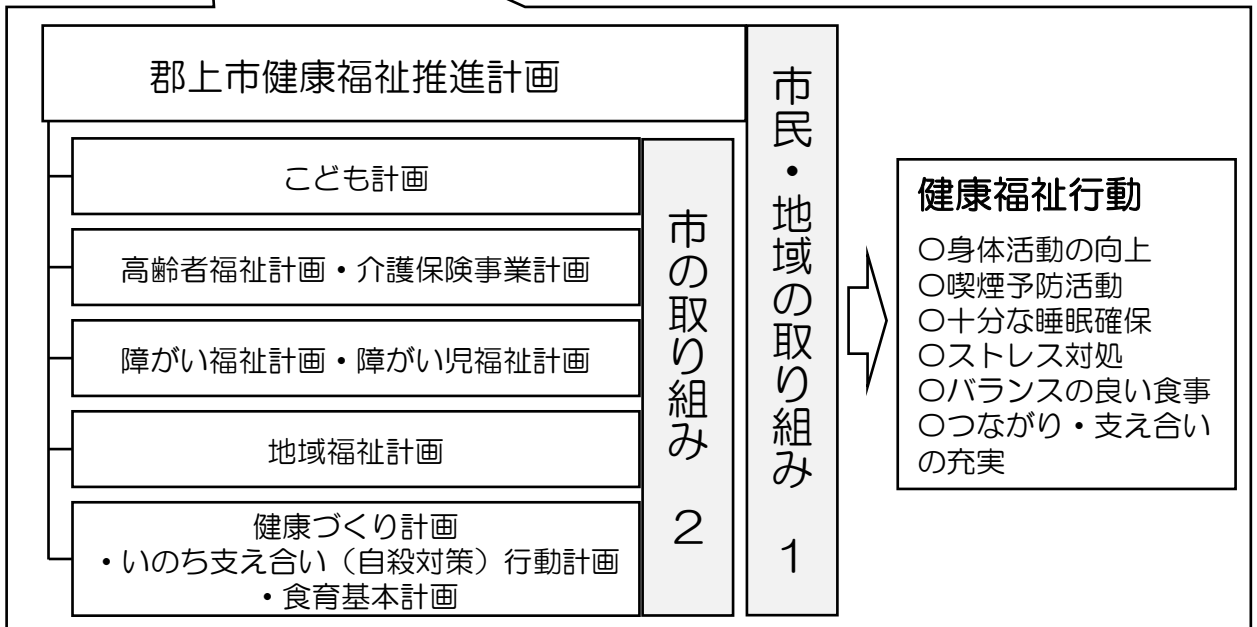 郡上市健康福祉推進計画
こども計画
高齢者福祉計画・介護保険事業計画
障がい福祉計画・障がい児福祉計画
地域福祉計画
健康づくり計画
・いのち支え合い（自殺対策）行動計画
・食育基本計画
市の取り組み　２
市民・地域の取り組み　１
健康福祉行動
〇身体活動の向上
〇喫煙予防活動
〇十分な睡眠確保
〇ストレス対処
〇バランスの良い食事
〇つながり・支え合い
の充実